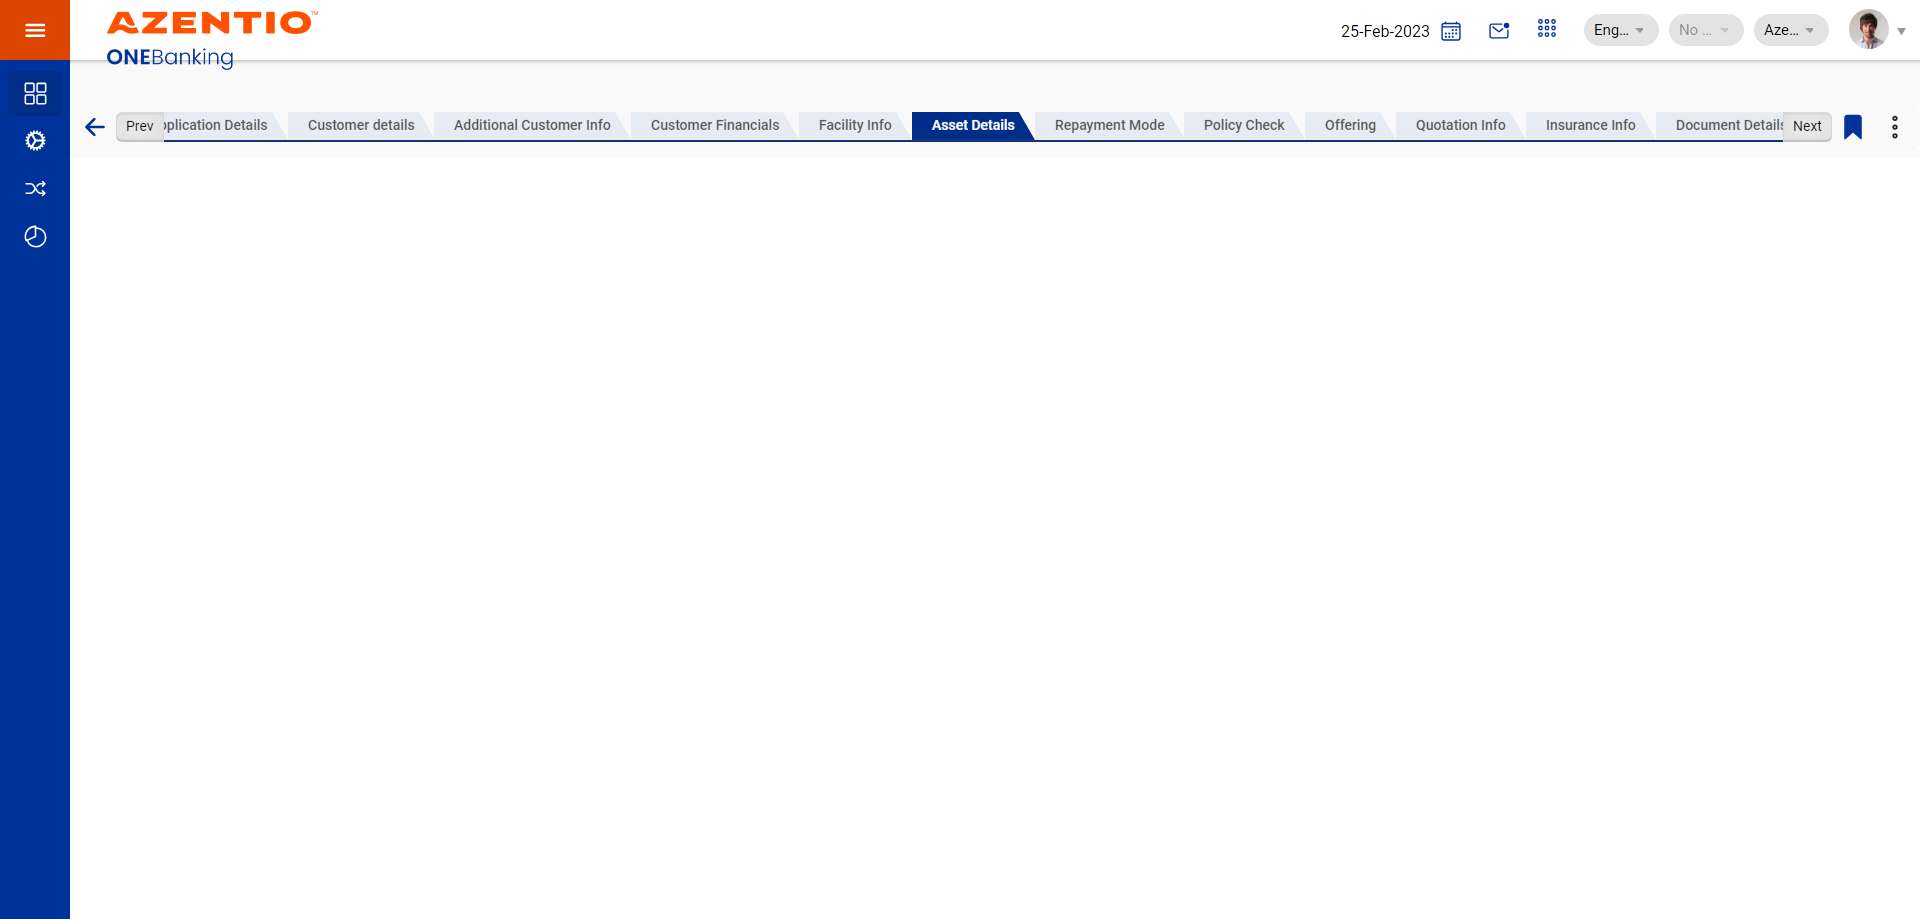 AZENTIO™
ONEBanking
25-Feb-2023
Eng...
No ...
Aze...
Prev
plication Details
Customer details
Additional Customer Info
Customer Financials
Facility Info
Asset Details
Repayment Mode
Policy Check
Offering
Quotation Info
Insurance Info
Document Details
Next